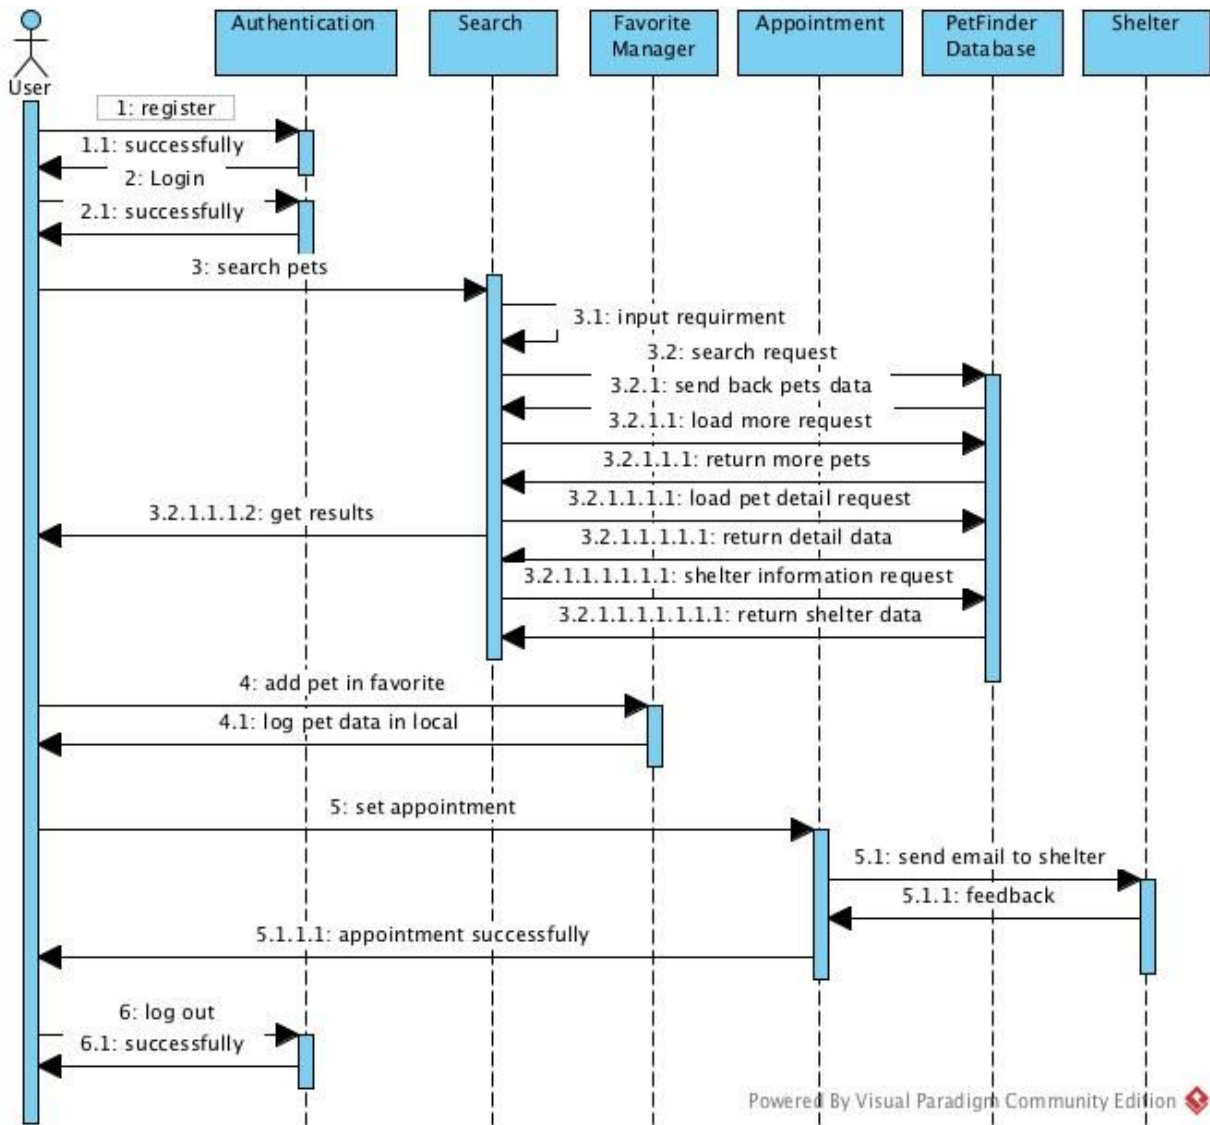 Authentication
Search
Favorite
Manager
Appointment
PetFinder
Database
Shelter
User
1: register
1.1: successfully
2: Login
2.1: successfully
3: search pets
3.1: input requirment
3.2: search request
3.2.1: send back pets data
3.2.1.1: load more request
3.2.1.1.1: return more pets
3.2.1.1.1.1: load pet detail request
3.2.1.1.1.2: get results
3.2.1.1.1.1.1: return detail data
3.2.1.1.1.1.1.1: shelter information request
3.2.1.1.1.1.1.1.1: return shelter data
4: add pet in favorite
4.1: log pet data in local
5: set appointment
5.1: send email to shelter
5.1.1: feedback
5.1.1.1: appointment successfully
6: log out
6.1: successfully
Powered By Visual Paradigm Community Edition